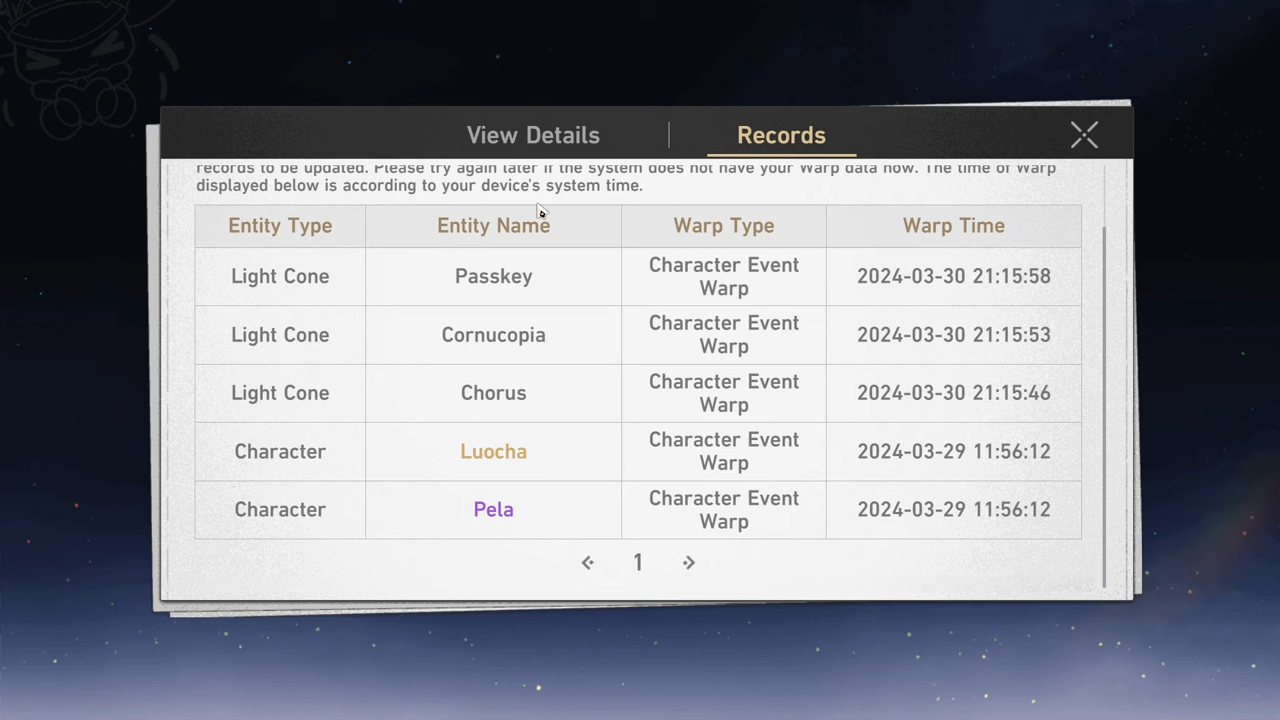 View Details
Records
records to be updated. Please try again later if the system does not have your Warp data now. The time of Warp
displayed below is according to your device's system time.
Entity Type Entity Name Warp Type Warp Time
Light Cone Passkey Character Event Warp 2024-03-30 21:15:58
Light Cone Cornucopia Character Event Warp 2024-03-30 21:15:53
Light Cone Chorus Character Event Warp 2024-03-30 21:15:46
Character Luocha Character Event Warp 2024-03-29 11:56:12
Character Pela Character Event Warp 2024-03-29 11:56:12
1